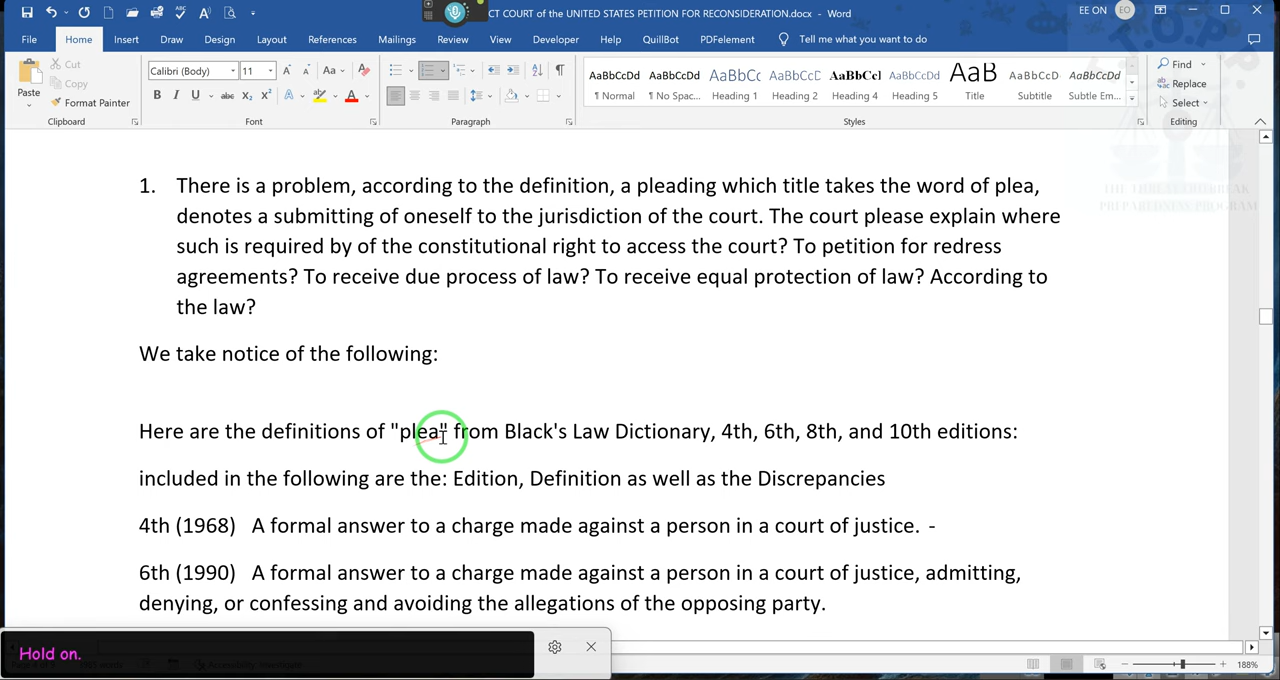 CT COURT of the UNITED STATES PETITION FOR RECONSIDERATION.docx - Word
EE ON
EO
File Home Insert Draw Design Layout References Mailings Review View Developer Help QuillBot PDFelement Tell me what you want to do
Paste
Cut
Copy
Format Painter
Calibri (Body) 11
AaBbCcDd AaBbCcDd AaBbCc AaBbCcD AaBbCcI AaBbCcDd AaB AaBbCcD AaBbCcDd
¶ Normal ¶ No Spac... Heading 1 Heading 2 Heading 4 Heading 5 Title Subtitle Subtle Em...
Find
Replace
Select
Clipboard Font Paragraph Styles Editing
T.O.P.P.
THE THREAT OUTBREAK
PREPAREDNESS PROGRAM
1. There is a problem, according to the definition, a pleading which title takes the word of plea,
denotes a submitting of oneself to the jurisdiction of the court. The court please explain where
such is required by of the constitutional right to access the court? To petition for redress
agreements? To receive due process of law? To receive equal protection of law? According to
the law?
We take notice of the following:
Here are the definitions of "plea" from Black's Law Dictionary, 4th, 6th, 8th, and 10th editions:
included in the following are the: Edition, Definition as well as the Discrepancies
4th (1968) A formal answer to a charge made against a person in a court of justice. -
6th (1990) A formal answer to a charge made against a person in a court of justice, admitting,
denying, or confessing and avoiding the allegations of the opposing party.
Hold on.
188%